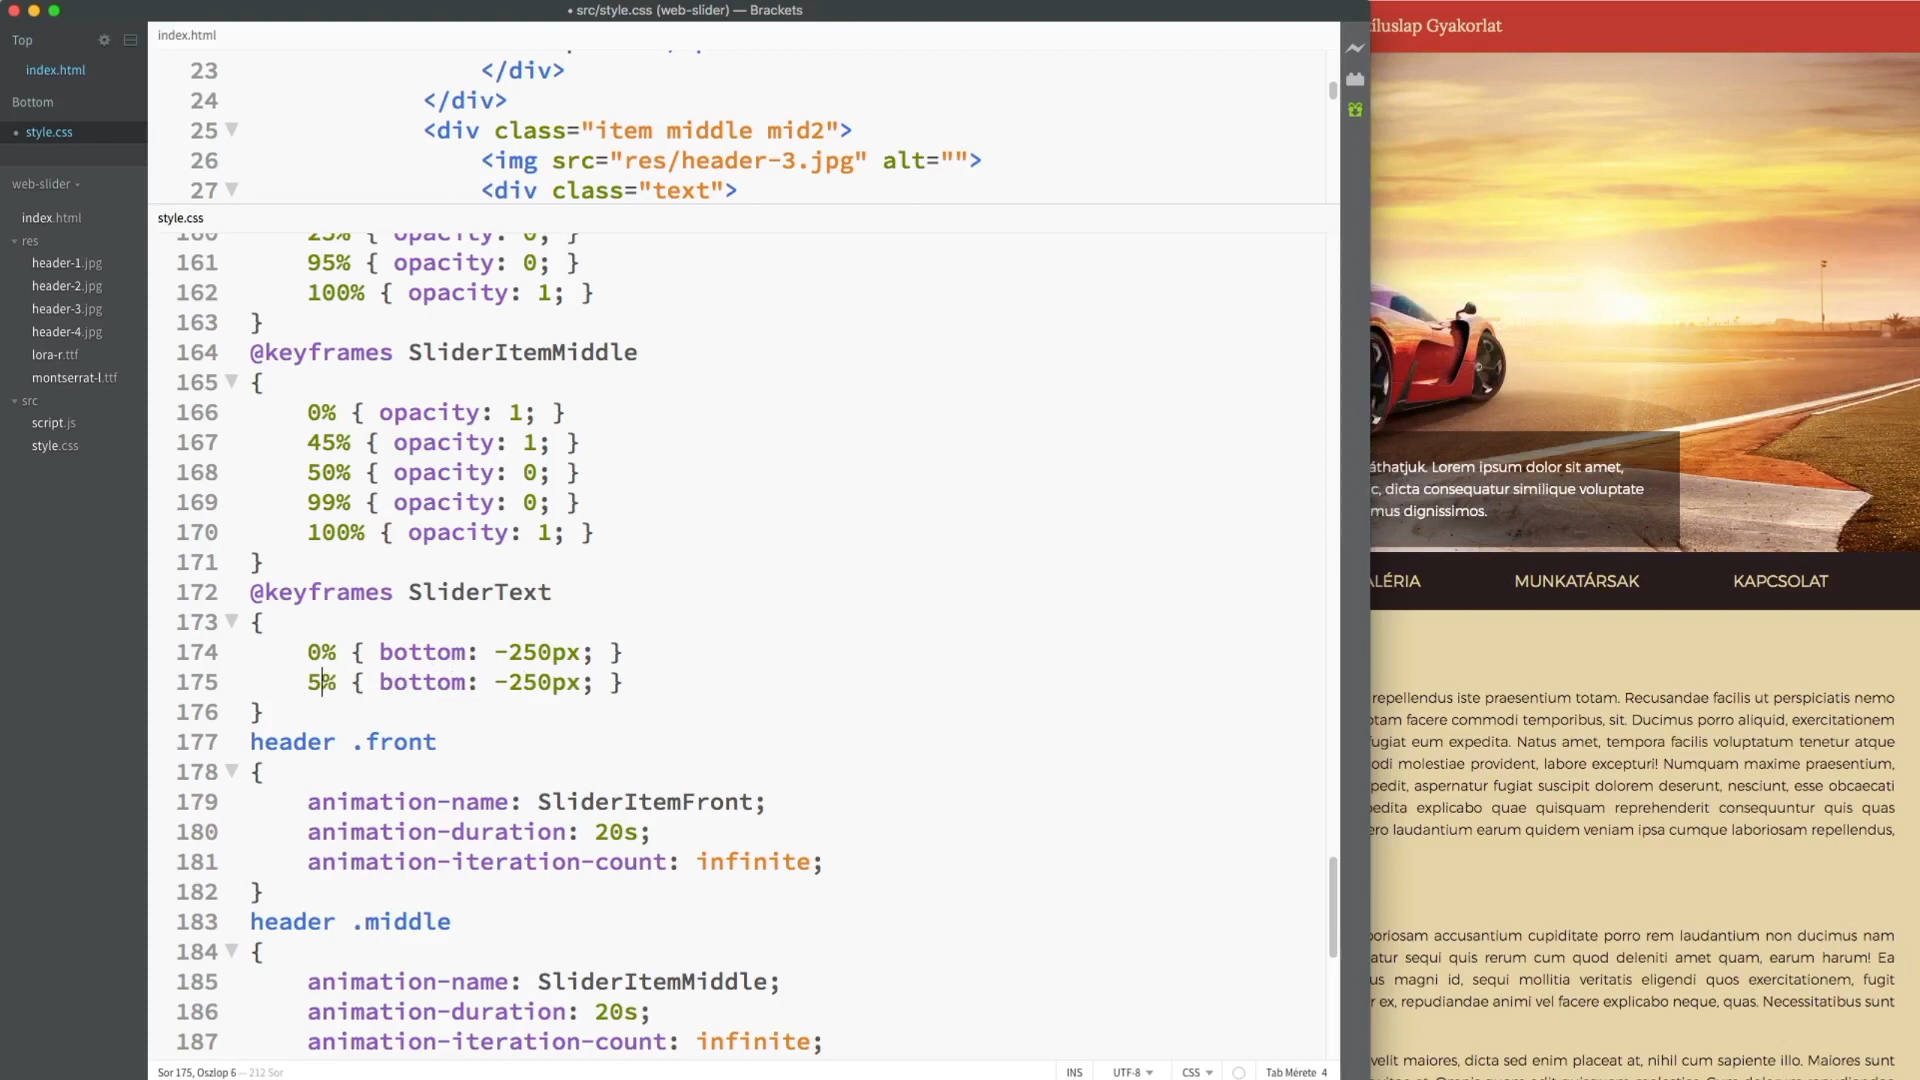 • src/style.css (web-slider) — Brackets
Top
index.html
Bottom
• style.css
web-slider
index.html
res
header-1.jpg
header-2.jpg
header-3.jpg
header-4.jpg
lora-r.ttf
montserrat-l.ttf
src
script.js
style.css
index.html
23 </div>
24 </div>
25 <div class="item middle mid2">
26 <img src="res/header-3.jpg" alt="">
27 <div class="text">
style.css
160 25% { opacity: 0; }
161 95% { opacity: 0; }
162 100% { opacity: 1; }
163 }
164 @keyframes SliderItemMiddle
165 {
166 0% { opacity: 1; }
167 45% { opacity: 1; }
168 50% { opacity: 0; }
169 99% { opacity: 0; }
170 100% { opacity: 1; }
171 }
172 @keyframes SliderText
173 {
174 0% { bottom: -250px; }
175 5% { bottom: -250px; }
176 }
177 header .front
178 {
179 animation-name: SliderItemFront;
180 animation-duration: 20s;
181 animation-iteration-count: infinite;
182 }
183 header .middle
184 {
185 animation-name: SliderItemMiddle;
186 animation-duration: 20s;
187 animation-iteration-count: infinite;
Sor 175, Oszlop 6 — 212 Sor
INS UTF-8 CSS Tab Mérete 4
íluslap Gyakorlat
áthatjuk. Lorem ipsum dolor sit amet,
c, dicta consequatur similique voluptate
mus dignissimos.
ALÉRIA MUNKATÁRSAK KAPCSOLAT
repellendus iste praesentium totam. Recusandae facilis ut perspiciatis nemo
otam facere commodi temporibus, sit. Ducimus porro aliquid, exercitationem
fugiat eum expedita. Natus amet, tempora facilis voluptatum tenetur atque
odi molestiae provident, labore excepturi! Numquam maxime praesentium,
pedit, aspernatur fugiat suscipit dolorem deserunt, nesciunt, esse obcaecati
pedita explicabo quae quisquam reprehenderit consequuntur quis quas
ero laudantium earum quidem veniam ipsa cumque laboriosam repellendus,
boriosam accusantium cupiditate porro rem laudantium non ducimus nam
atur sequi quis rerum cum quod deleniti amet quam, earum harum! Ea
us magni id, sequi mollitia veritatis eligendi quos exercitationem, fugit
r ex, repudiandae animi vel facere explicabo neque, quas. Necessitatibus sunt
velit maiores, dicta sed enim placeat at, nihil cum sapiente illo. Maiores sunt